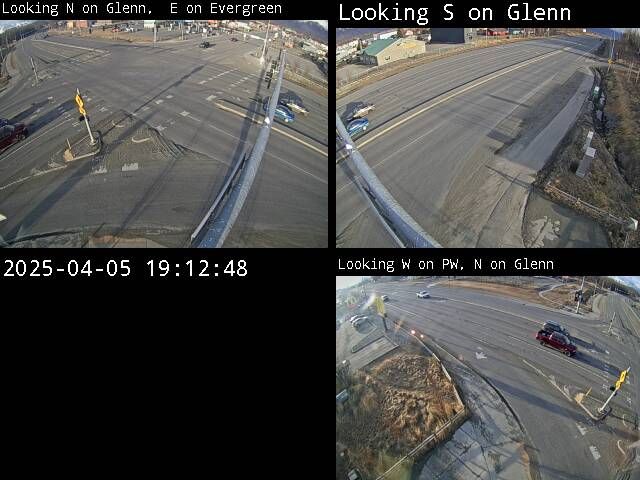 Looking N on Glenn,  E on Evergreen
Looking S on Glenn
2025-04-05 19:12:48
Looking W on PW, N on Glenn